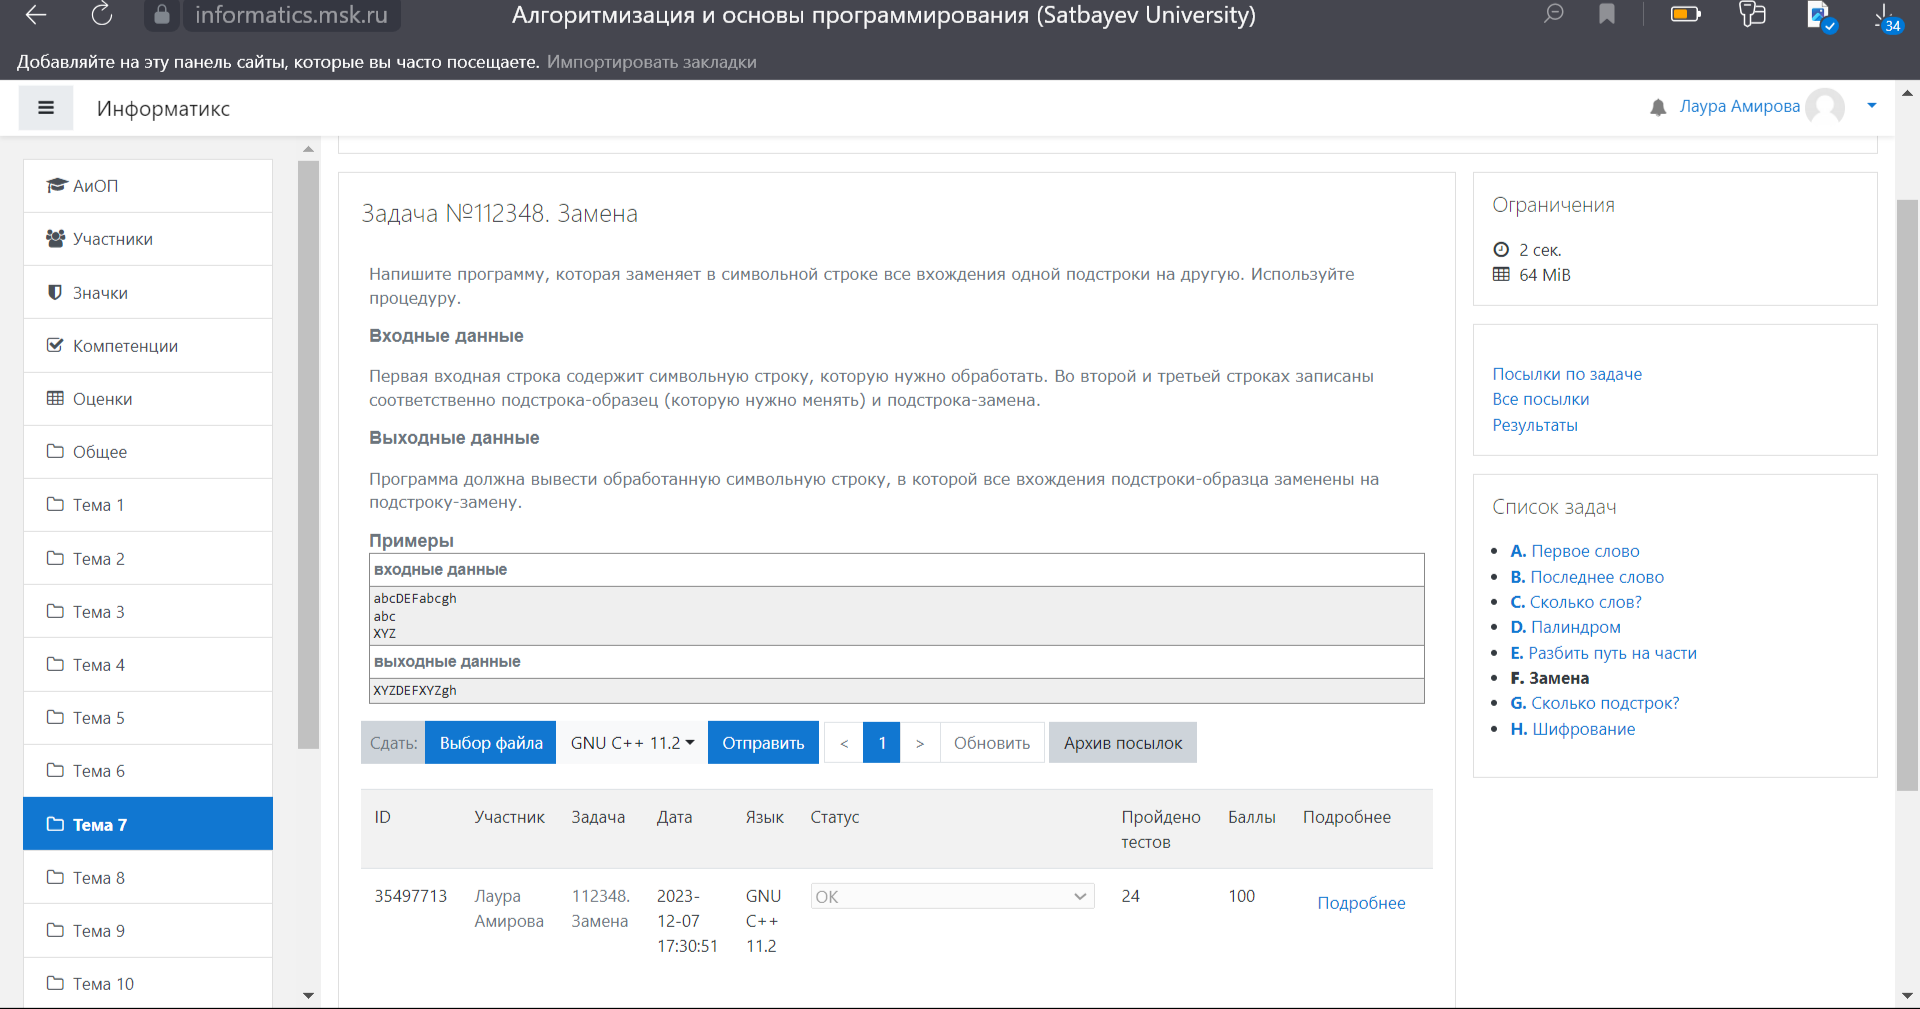 informatics.msk.ru
Алгоритмизация и основы программирования (Satbayev University)
34
Добавляйте на эту панель сайты, которые вы часто посещаете. Импортировать закладки
Информатикс
Лаура Амирова
АиОП
Участники
Значки
Компетенции
Оценки
Общее
Тема 1
Тема 2
Тема 3
Тема 4
Тема 5
Тема 6
Тема 7
Тема 8
Тема 9
Тема 10
Задача №112348. Замена
Напишите программу, которая заменяет в символьной строке все вхождения одной подстроки на другую. Используйте
процедуру.
Входные данные
Первая входная строка содержит символьную строку, которую нужно обработать. Во второй и третьей строках записаны
соответственно подстрока-образец (которую нужно менять) и подстрока-замена.
Выходные данные
Программа должна вывести обработанную символьную строку, в которой все вхождения подстроки-образца заменены на
подстроку-замену.
Примеры
входные данные
abcDEFabcgh
abc
XYZ
выходные данные
XYZDEFXYZgh
Сдать: Выбор файла GNU C++ 11.2 Отправить < 1 > Обновить Архив посылок
ID Участник Задача Дата Язык Статус Пройдено Баллы Подробнее
тестов
35497713 Лаура 112348. 2023- GNU OK 24 100 Подробнее
Амирова Замена 12-07 C++
17:30:51 11.2
Ограничения
2 сек.
64 MiB
Посылки по задаче
Все посылки
Результаты
Список задач
A. Первое слово
B. Последнее слово
C. Сколько слов?
D. Палиндром
E. Разбить путь на части
F. Замена
G. Сколько подстрок?
H. Шифрование